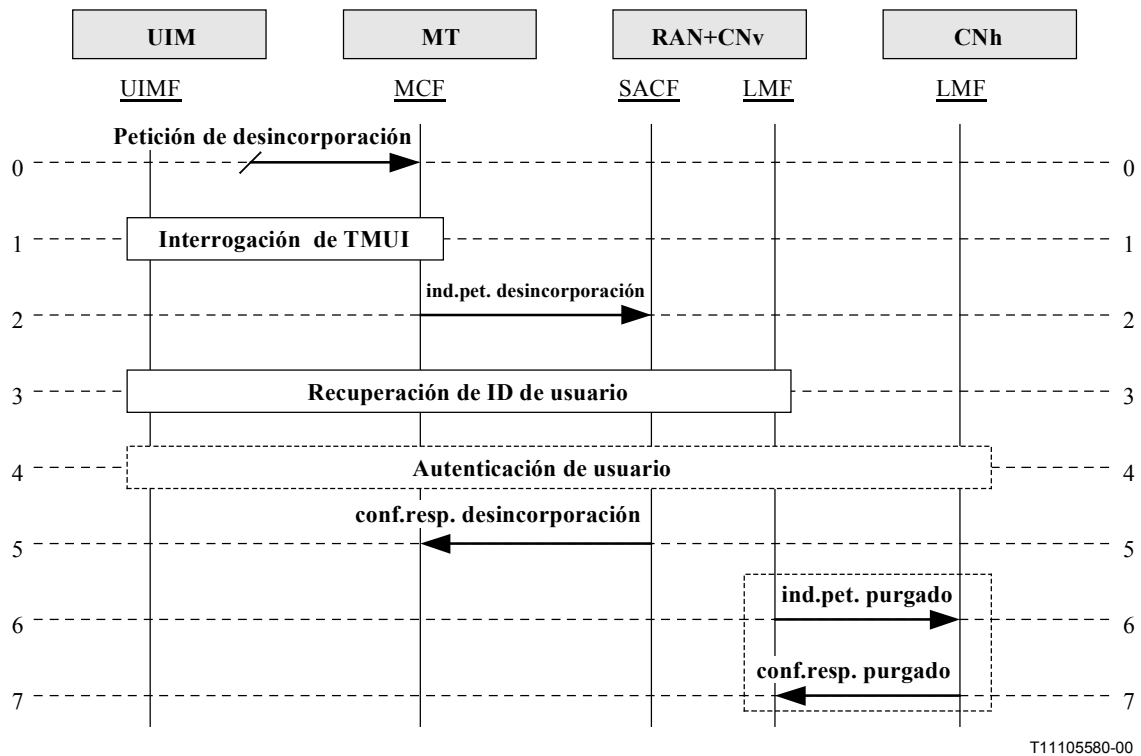 UIM MT RAN+CNv CNh
UIMF MCF SACF LMF LMF
Petición de desincorporación
0 0
1 Interrogación de TMUI 1
ind.pet. desincorporación
2 2
3 Recuperación de ID de usuario 3
4 Autenticación de usuario 4
conf.resp. desincorporación
5 5
ind.pet. purgado
6 6
conf.resp. purgado
7 7
T11105580-00